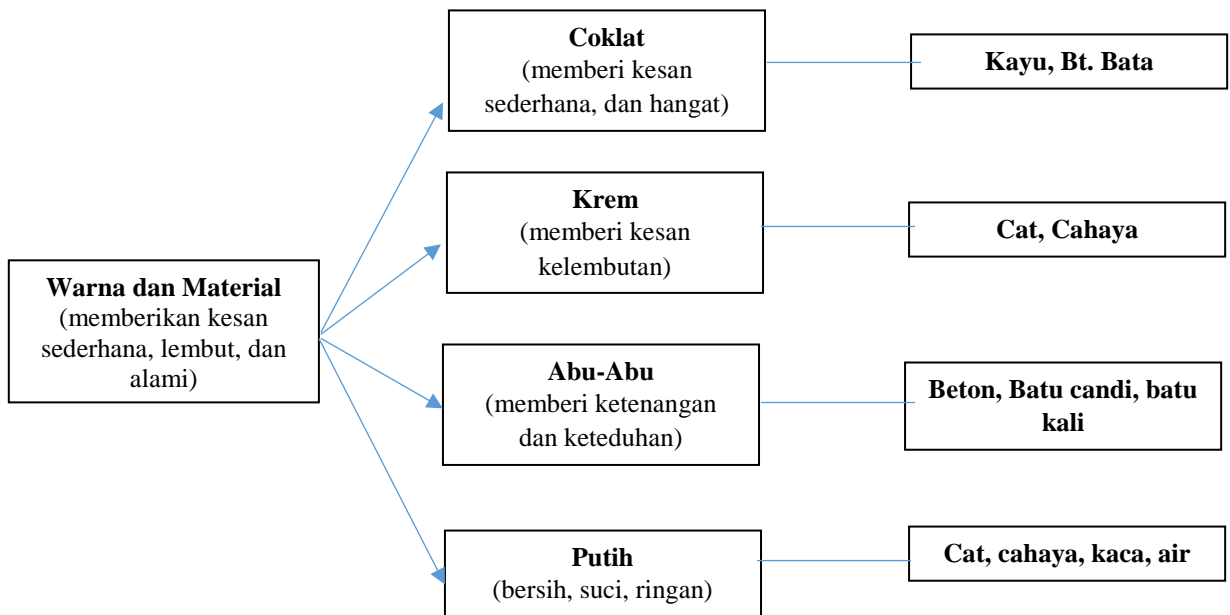 Warna dan Material
(memberikan kesan
sederhana, lembut, dan
alami)
Coklat
(memberi kesan
sederhana, dan hangat)
Kayu, Bt. Bata
Krem
(memberi kesan
kelembutan)
Cat, Cahaya
Abu-Abu
(memberi ketenangan
dan keteduhan)
Beton, Batu candi, batu
kali
Putih
(bersih, suci, ringan)
Cat, cahaya, kaca, air